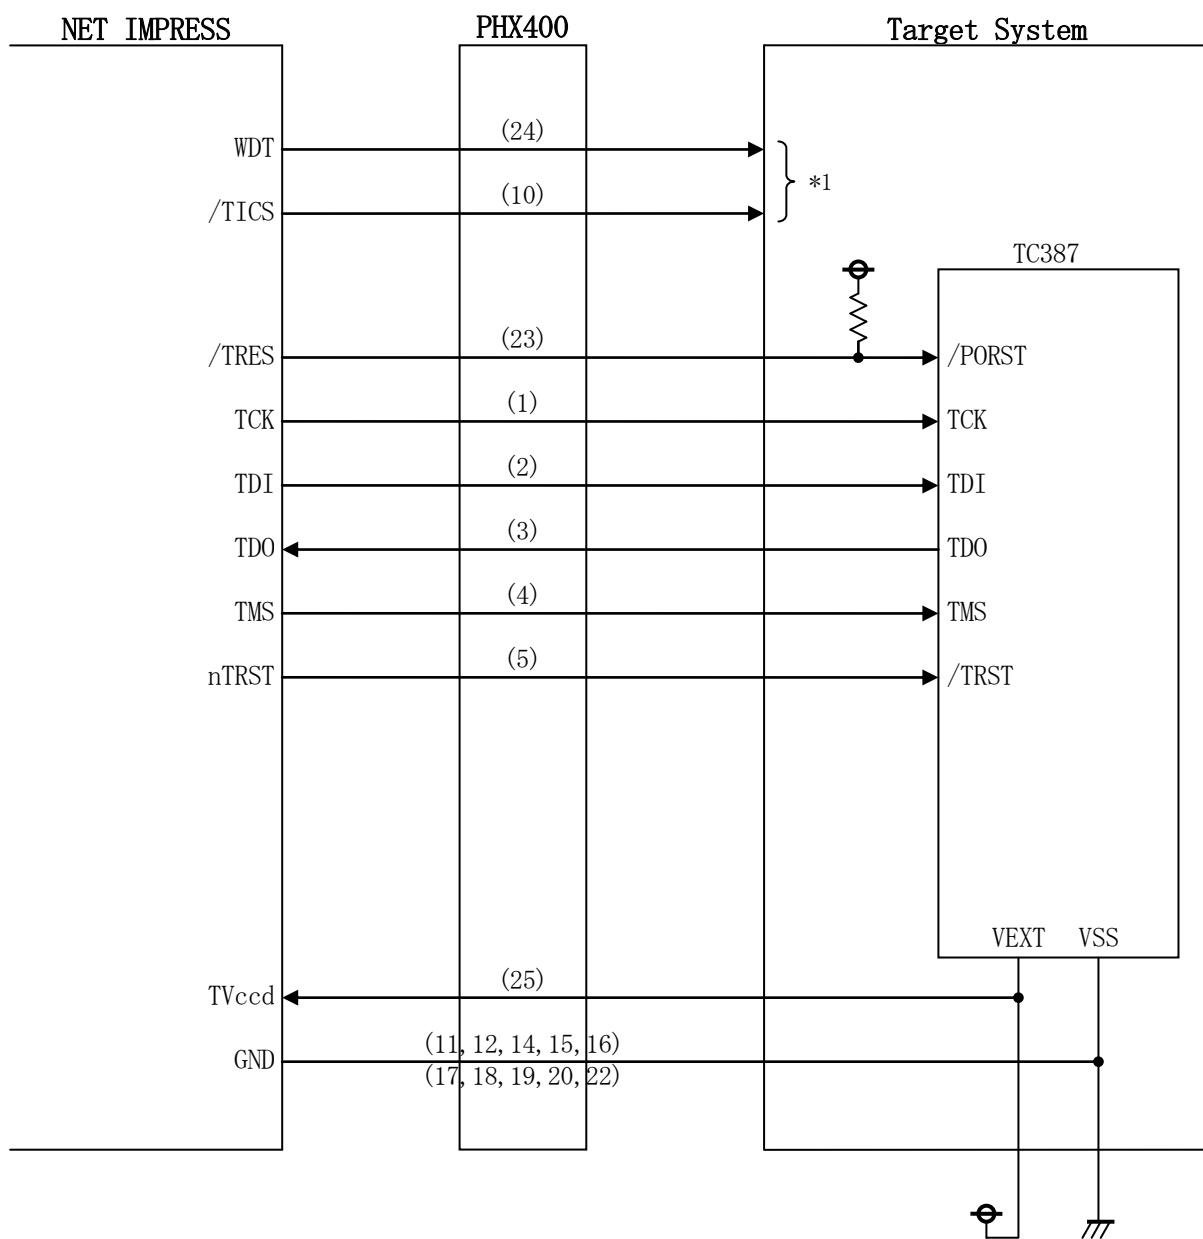 NET IMPRESS PHX400 Target System
WDT (24)
*1
/TICS (10)
TC387
/TRES (23) /PORST
TCK (1) TCK
TDI (2) TDI
TDO (3) TDO
TMS (4) TMS
nTRST (5) /TRST
VEXT VSS
TVccd (25)
GND (11,12,14,15,16)
(17,18,19,20,22)